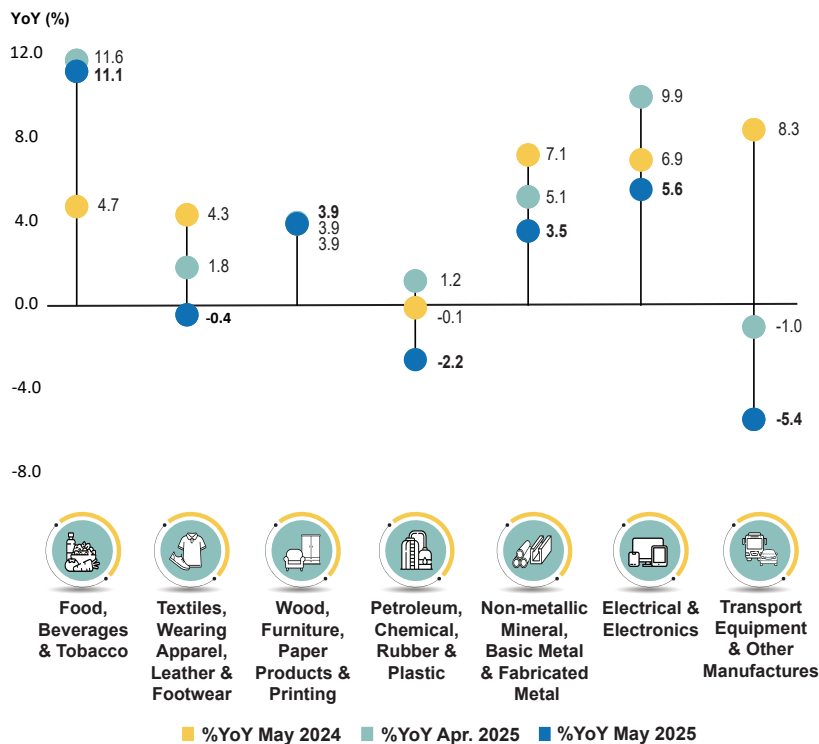 YoY (%)
12.0
8.0
4.0
0.0
-4.0
-8.0
11.6
11.1
4.7
4.3
1.8
-0.4
3.9
3.9
3.9
1.2
-0.1
-2.2
7.1
5.1
3.5
9.9
6.9
5.6
8.3
-1.0
-5.4
Food,
Beverages
& Tobacco
Textiles,
Wearing
Apparel,
Leather &
Footwear
Wood,
Furniture,
Paper
Products &
Printing
Petroleum,
Chemical,
Rubber &
Plastic
Non-metallic
Mineral,
Basic Metal
& Fabricated
Metal
Electrical &
Electronics
Transport
Equipment
& Other
Manufactures
%YoY May 2024
%YoY Apr. 2025
%YoY May 2025